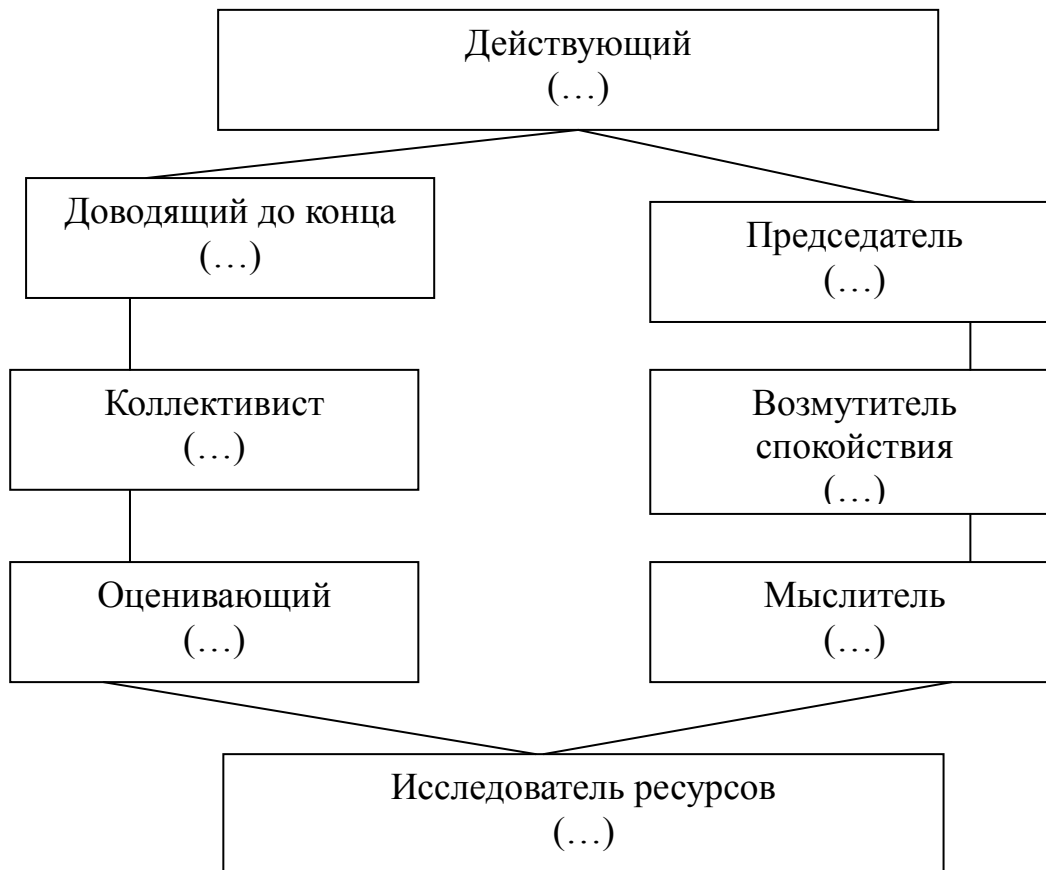 Действующий
(…)
Доводящий до конца
(…)
Председатель
(…)
Коллективист
(…)
Возмутитель
спокойствия
(…)
Оценивающий
(…)
Мыслитель
(…)
Исследователь ресурсов
(…)